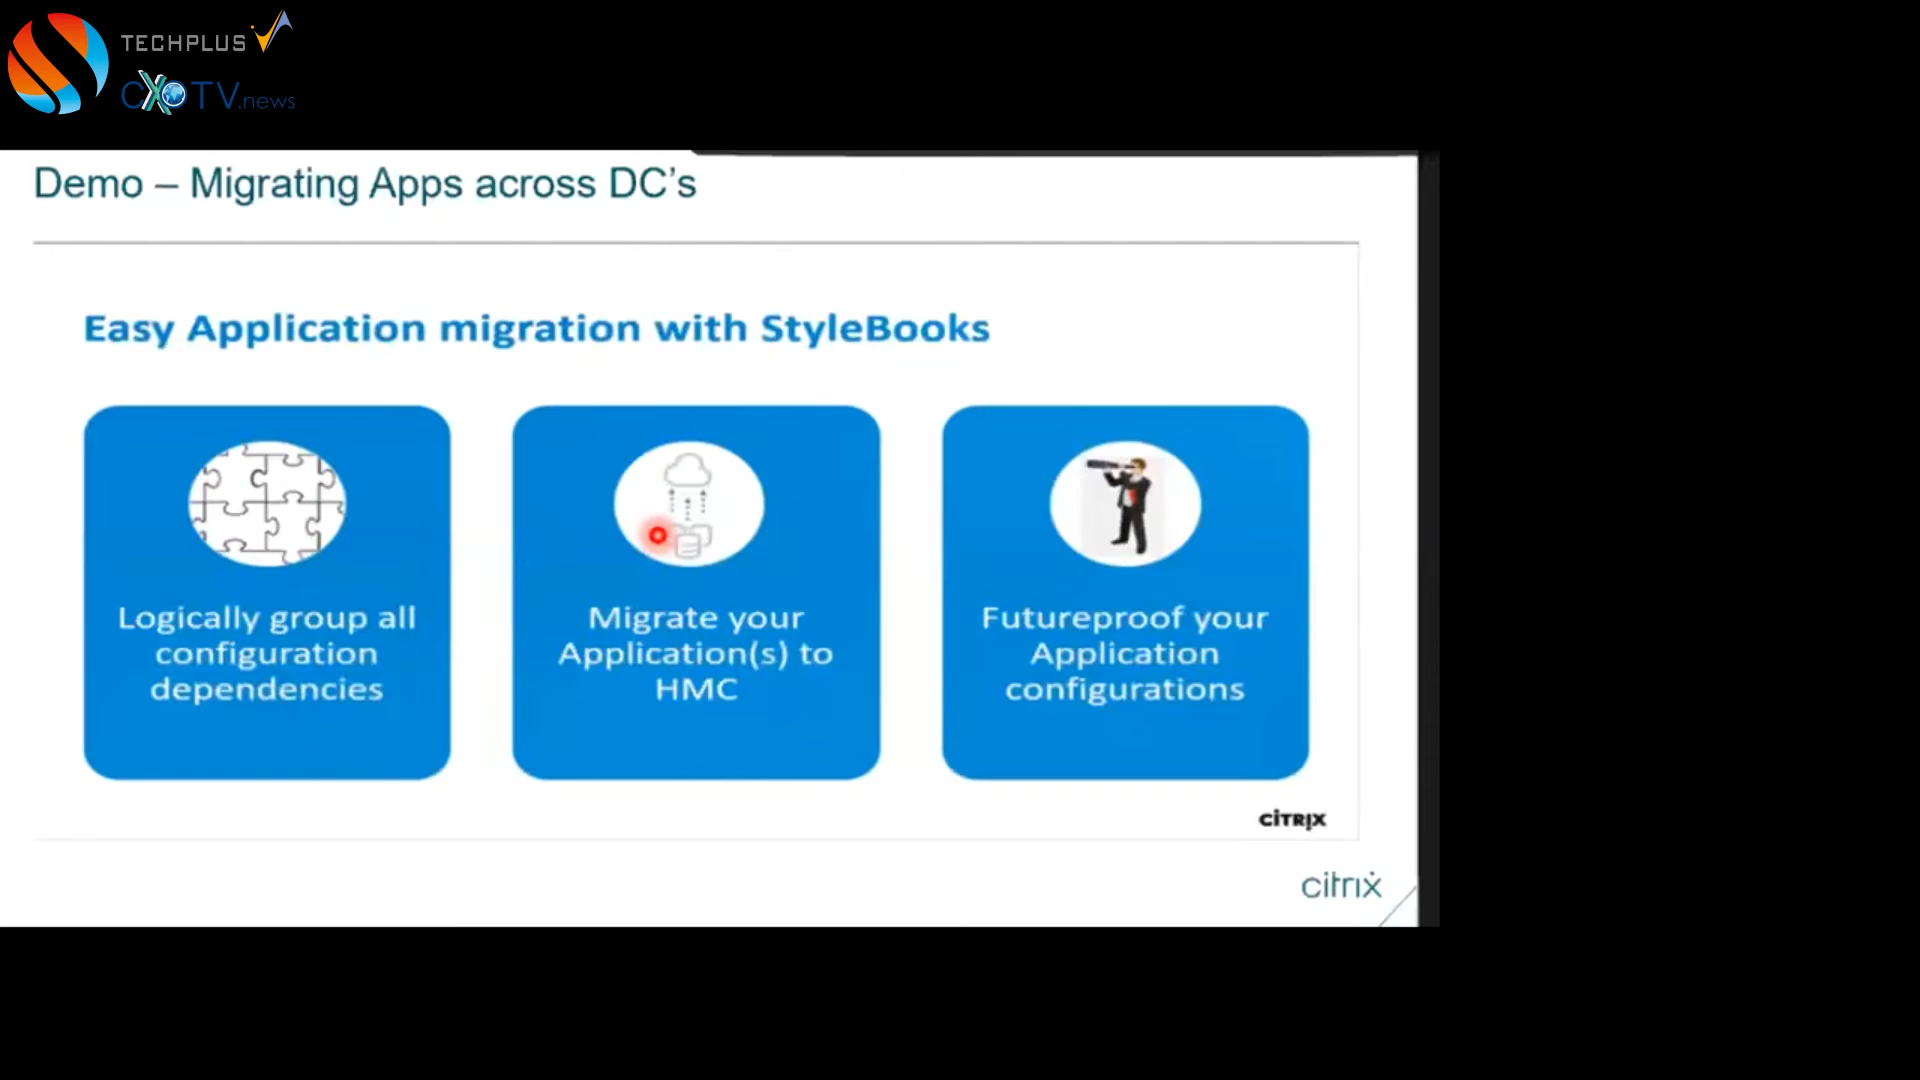 TECHPLUS
CXOTV.news
Demo – Migrating Apps across DC’s
Easy Application migration with StyleBooks
Logically group all
configuration
dependencies
Migrate your
Application(s) to
HMC
Futureproof your
Application
configurations
CITRIX
citrix